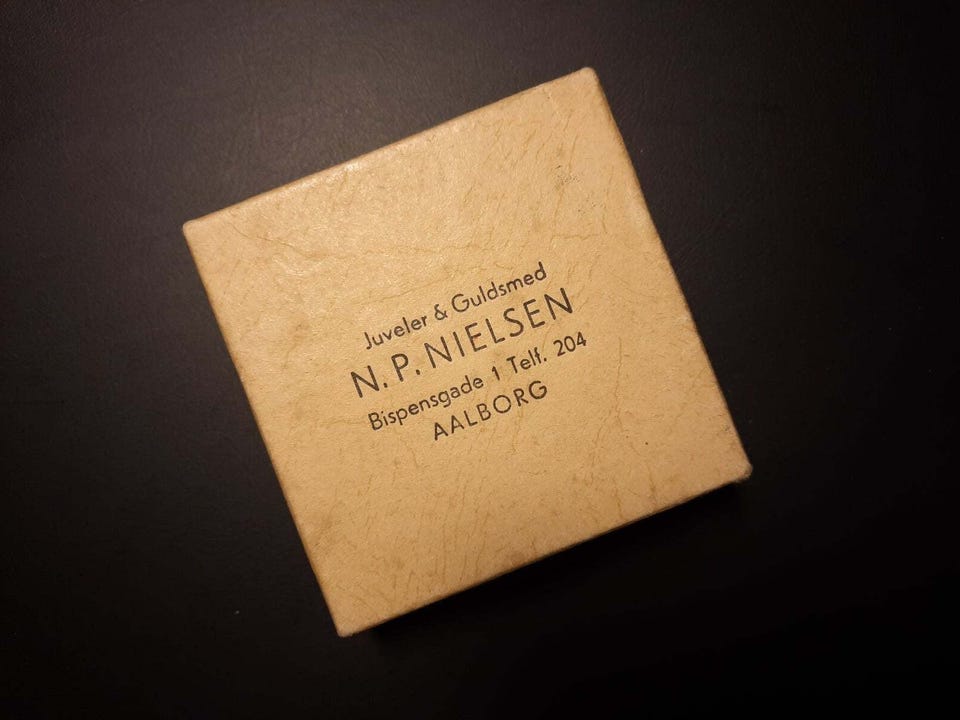 Juveler & Guldsmed
N. P. NIELSEN
Bispensgade 1 Telf. 204
AALBORG